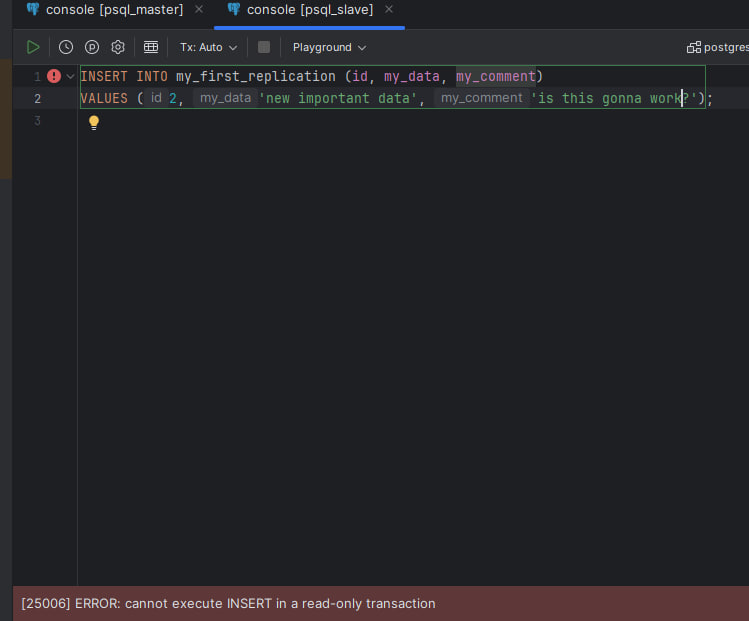 console [psql_master] console [psql_slave]
Tx: Auto Playground postgres
1 INSERT INTO my_first_replication (id, my_data, my_comment)
2 VALUES ( id 2, my_data 'new important data', my_comment 'is this gonna work?');
3
[25006] ERROR: cannot execute INSERT in a read-only transaction